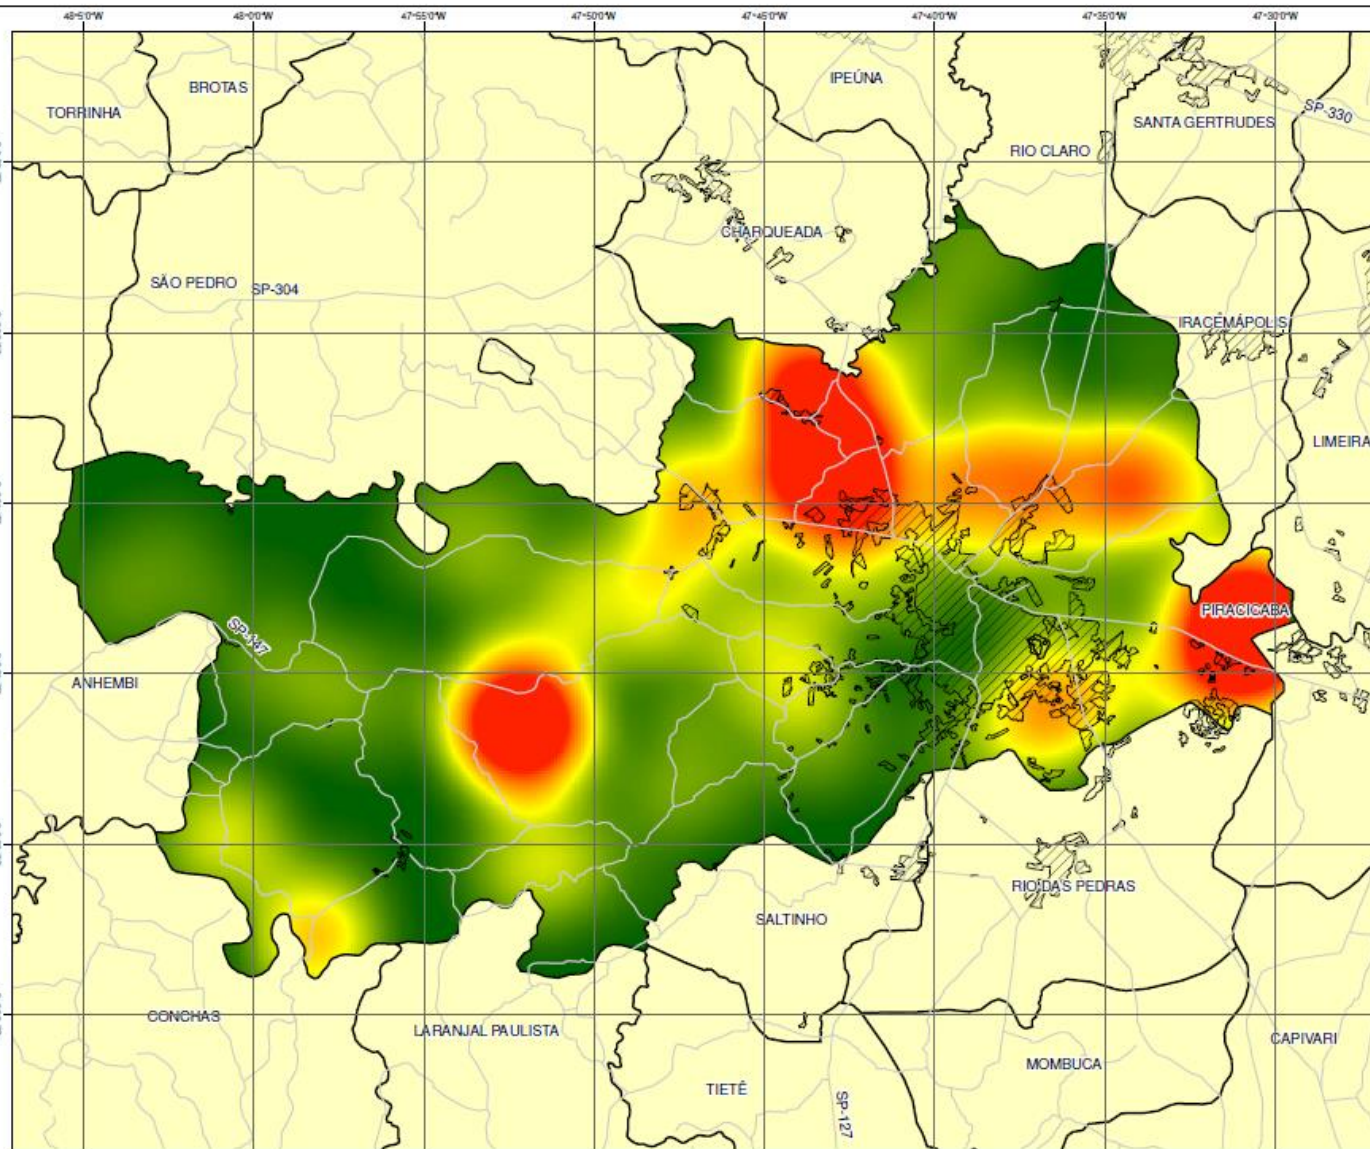 48°5'0"W 48°0'0"W 47°55'0"W 47°50'0"W 47°45'0"W 47°40'0"W 47°35'0"W 47°30'0"W
IPEÚNA
BROTAS
TORRINHA
SP-330
SANTA GERTRUDES
RIO CLARO
CHARQUEADA
SÃO PEDRO
SP-304
IRACEMÁPOLIS
LIMEIRA
PIRACICABA
SP-147
ANHEMBI
RIO DAS PEDRAS
SALTINHO
CONCHAS
LARANJAL PAULISTA
CAPIVARI
MOMBUCA
TIETÊ
SP-127